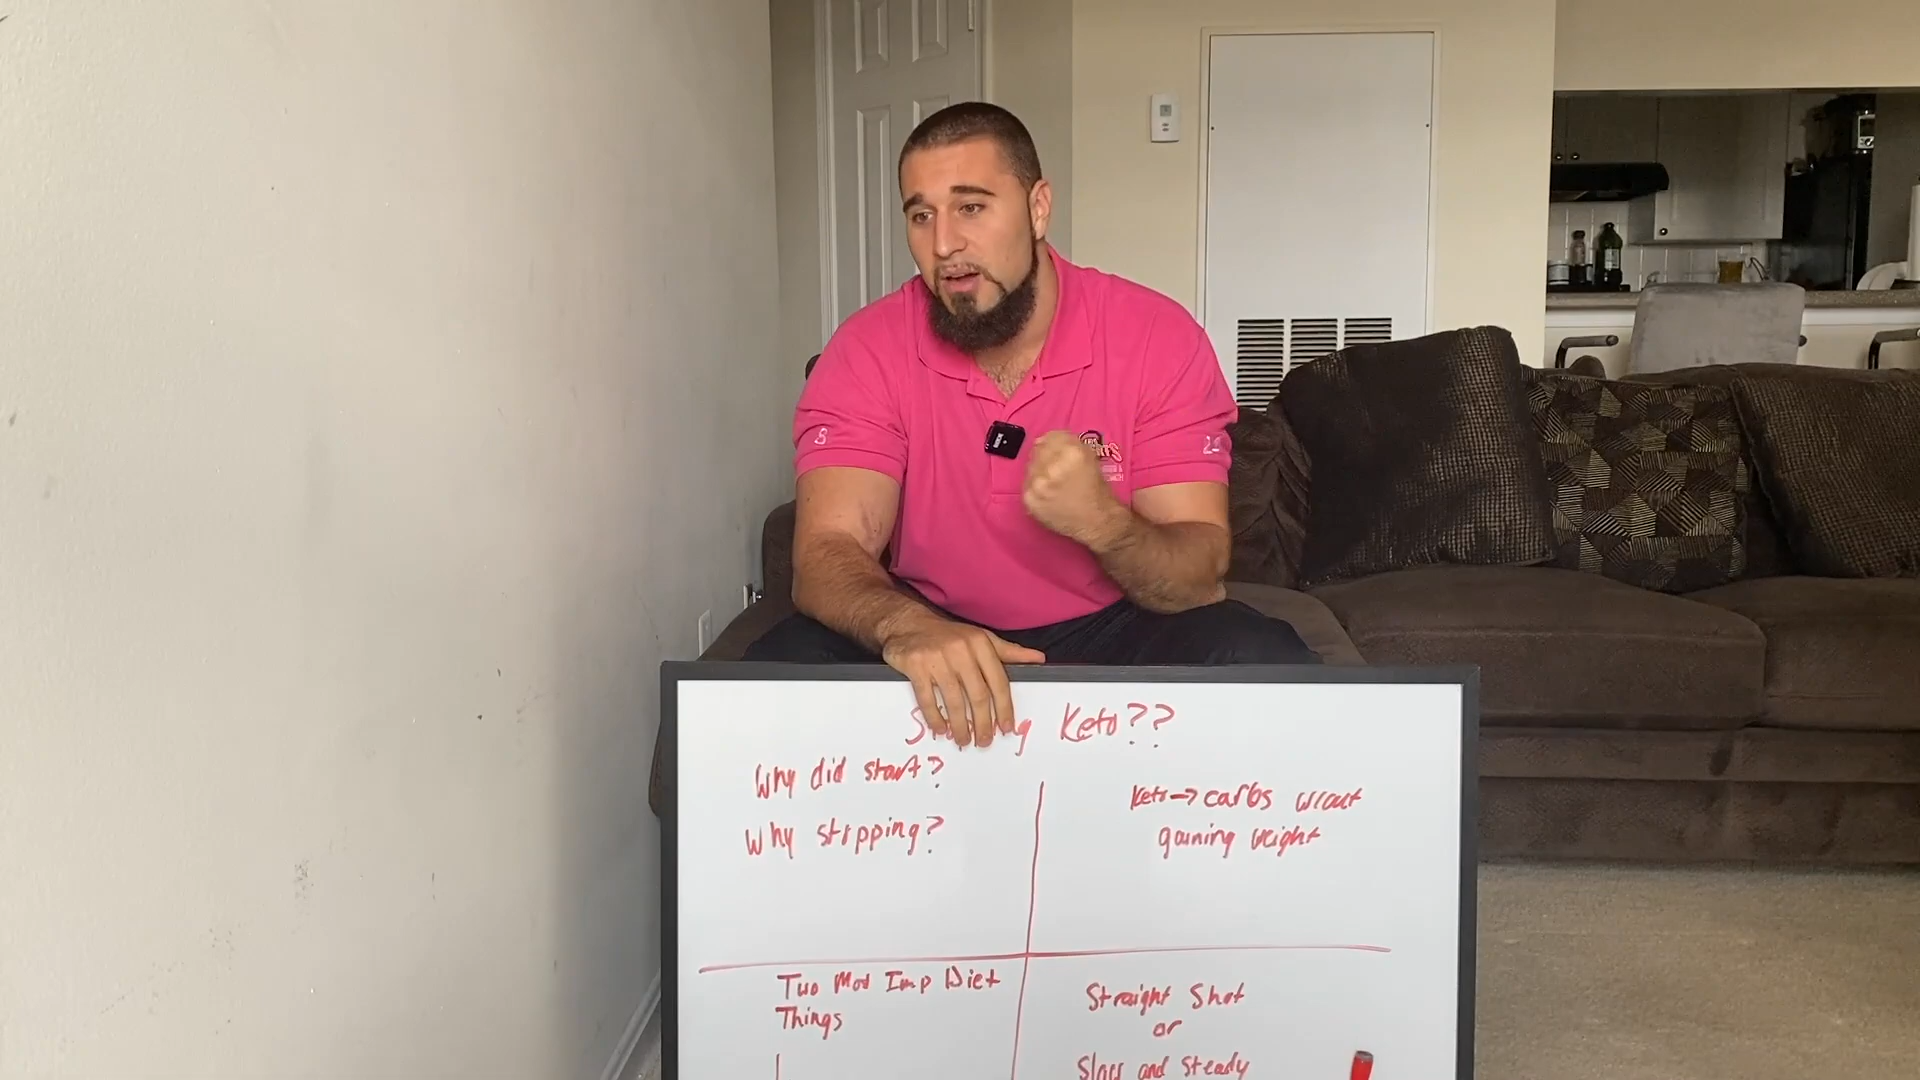 Keto??
Why did start?
Why stopping?
Keto→carbs w/out
gaining weight
Two Most Imp Diet
Things
Straight Shot
or
Slow and Steady